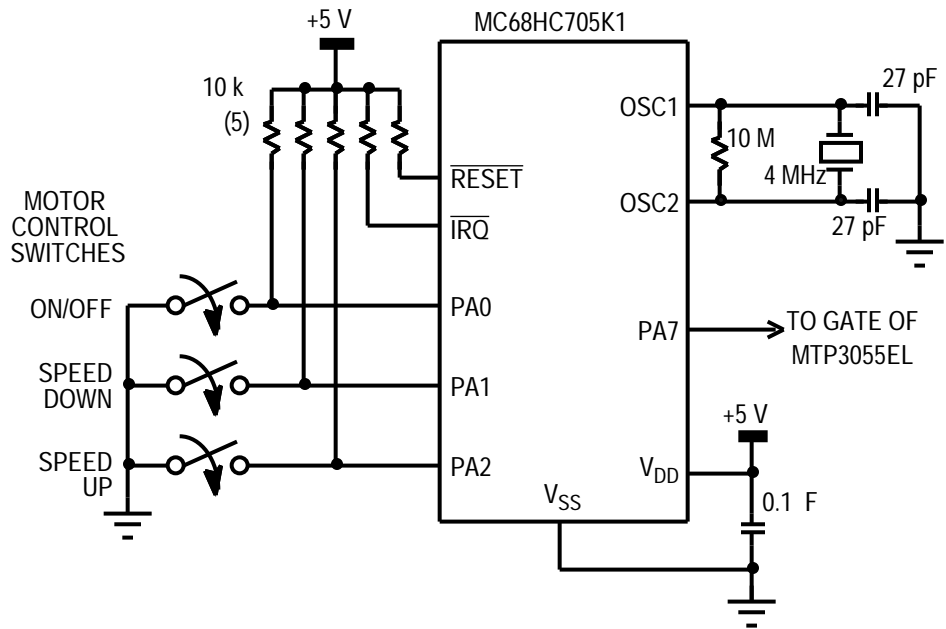 MC68HC705K1
+5 V
10 k
(5)
RESET
IRQ
MOTOR
CONTROL
SWITCHES
ON/OFF
PA0
SPEED
DOWN
PA1
SPEED
UP
PA2
VSS
OSC1
27 pF
10 M
4 MHz
OSC2
27 pF
PA7
TO GATE OF
MTP3055EL
+5 V
VDD
0.1 F